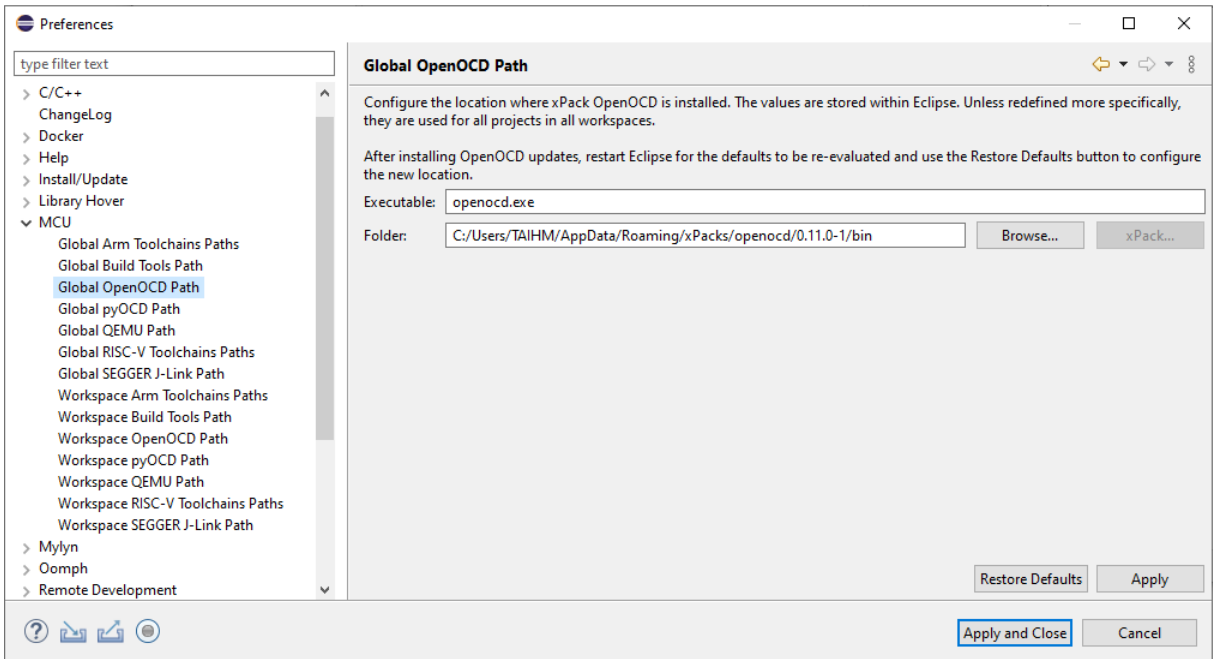 Preferences
type filter text
C/C++
ChangeLog
Docker
Help
Install/Update
Library Hover
MCU
Global Arm Toolchains Paths
Global Build Tools Path
Global OpenOCD Path
Global pyOCD Path
Global QEMU Path
Global RISC-V Toolchains Paths
Global SEGGER J-Link Path
Workspace Arm Toolchains Paths
Workspace Build Tools Path
Workspace OpenOCD Path
Workspace pyOCD Path
Workspace QEMU Path
Workspace RISC-V Toolchains Paths
Workspace SEGGER J-Link Path
Mylyn
Oomph
Remote Development
Global OpenOCD Path
Configure the location where xPack OpenOCD is installed. The values are stored within Eclipse. Unless redefined more specifically,
they are used for all projects in all workspaces.
After installing OpenOCD updates, restart Eclipse for the defaults to be re-evaluated and use the Restore Defaults button to configure
the new location.
Executable: openocd.exe
Folder: C:/Users/TAIHM/AppData/Roaming/xPacks/openocd/0.11.0-1/bin Browse... xPack...
Restore Defaults Apply
Apply and Close Cancel